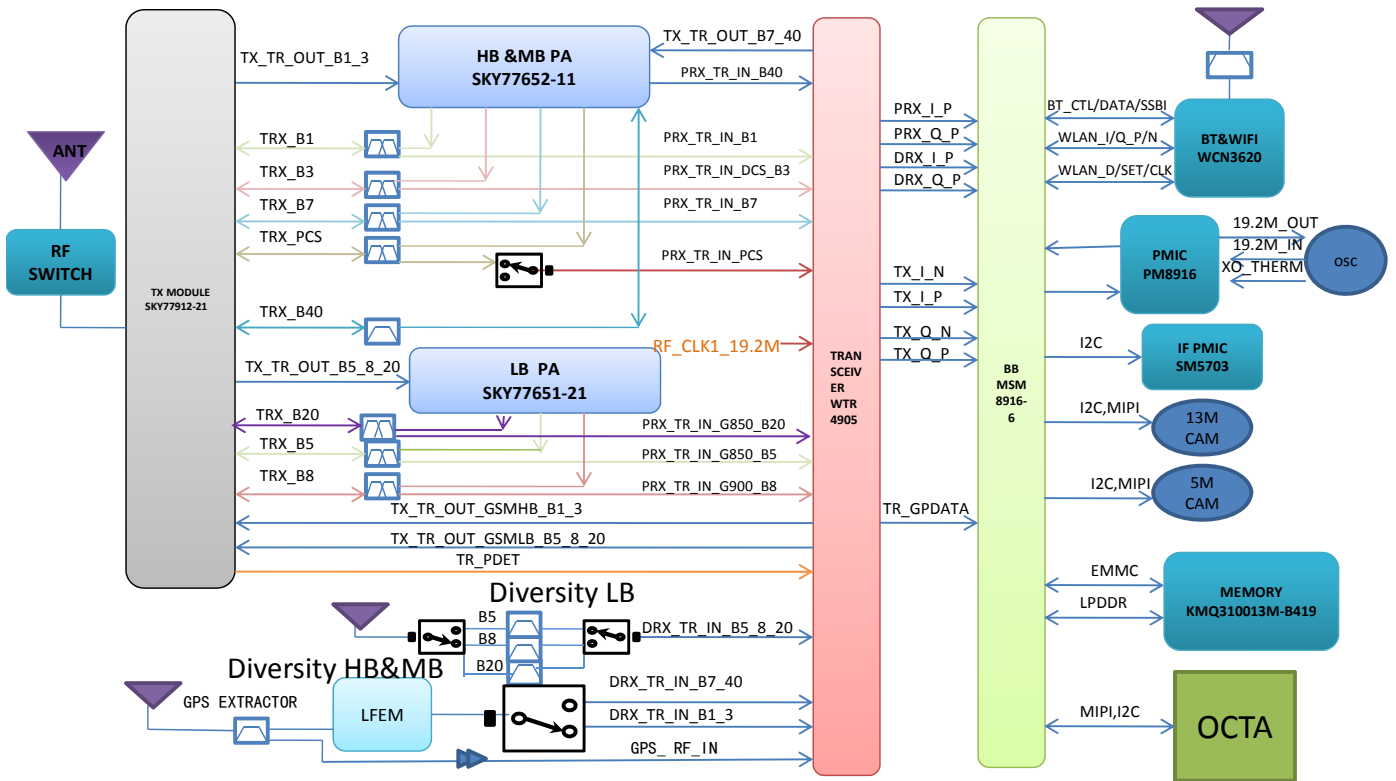 TX_TR_OUT_B1_3
HB &MB PA
SKY77652-11
TX_TR_OUT_B7_40
PRX_TR_IN_B40
ANT
RF
SWITCH
TX MODULE
SKY77912-21
TRX_B1
TRX_B3
TRX_B7
TRX_PCS
TRX_B40
PRX_TR_IN_B1
PRX_TR_IN_DCS_B3
PRX_TR_IN_B7
PRX_TR_IN_PCS
RF_CLK1_19.2M
TX_TR_OUT_B5_8_20
LB PA
SKY77651-21
TRX_B20
TRX_B5
TRX_B8
PRX_TR_IN_G850_B20
PRX_TR_IN_G850_B5
PRX_TR_IN_G900_B8
TX_TR_OUT_GSMHB_B1_3
TX_TR_OUT_GSMLB_B5_8_20
TR_PDET
Diversity LB
B5
B8
B20
DRX_TR_IN_B5_8_20
Diversity HB&MB
GPS EXTRACTOR
LFEM
DRX_TR_IN_B7_40
DRX_TR_IN_B1_3
GPS_ RF_IN
TRAN
SCEIV
ER
WTR
4905
PRX_I_P
PRX_Q_P
DRX_I_P
DRX_Q_P
TX_I_N
TX_I_P
TX_Q_N
TX_Q_P
TR_GPDATA
BB
MSM
8916-
6
BT_CTL/DATA/SSBI
WLAN_I/Q_P/N
WLAN_D/SET/CLK
BT&WIFI
WCN3620
PMIC
PM8916
19.2M_OUT
19.2M_IN
XO_THERM
OSC
I2C
IF PMIC
SM5703
I2C,MIPI
13M
CAM
I2C,MIPI
5M
CAM
EMMC
LPDDR
MEMORY
KMQ310013M-B419
MIPI,I2C
OCTA